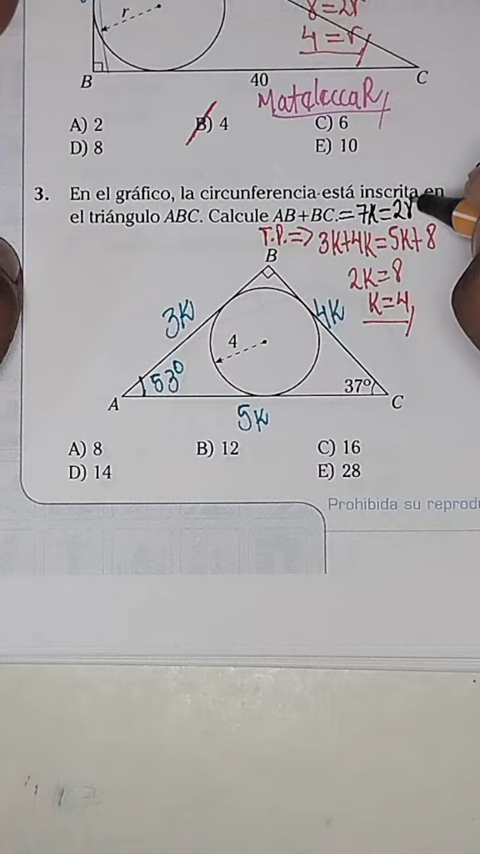 r
8=2r
4=r
B
40
C
MataleccaR
A) 2
B) 4
C) 6
D) 8
E) 10
3. En el gráfico, la circunferencia está inscrita en
el triángulo ABC. Calcule AB+BC.=7K=2
T.P.=> 3K+4K=5K+8
B
2K=8
K=4
3K
4K
4
53°
37°
A
C
5K
A) 8
B) 12
C) 16
D) 14
E) 28
Prohibida su reprod